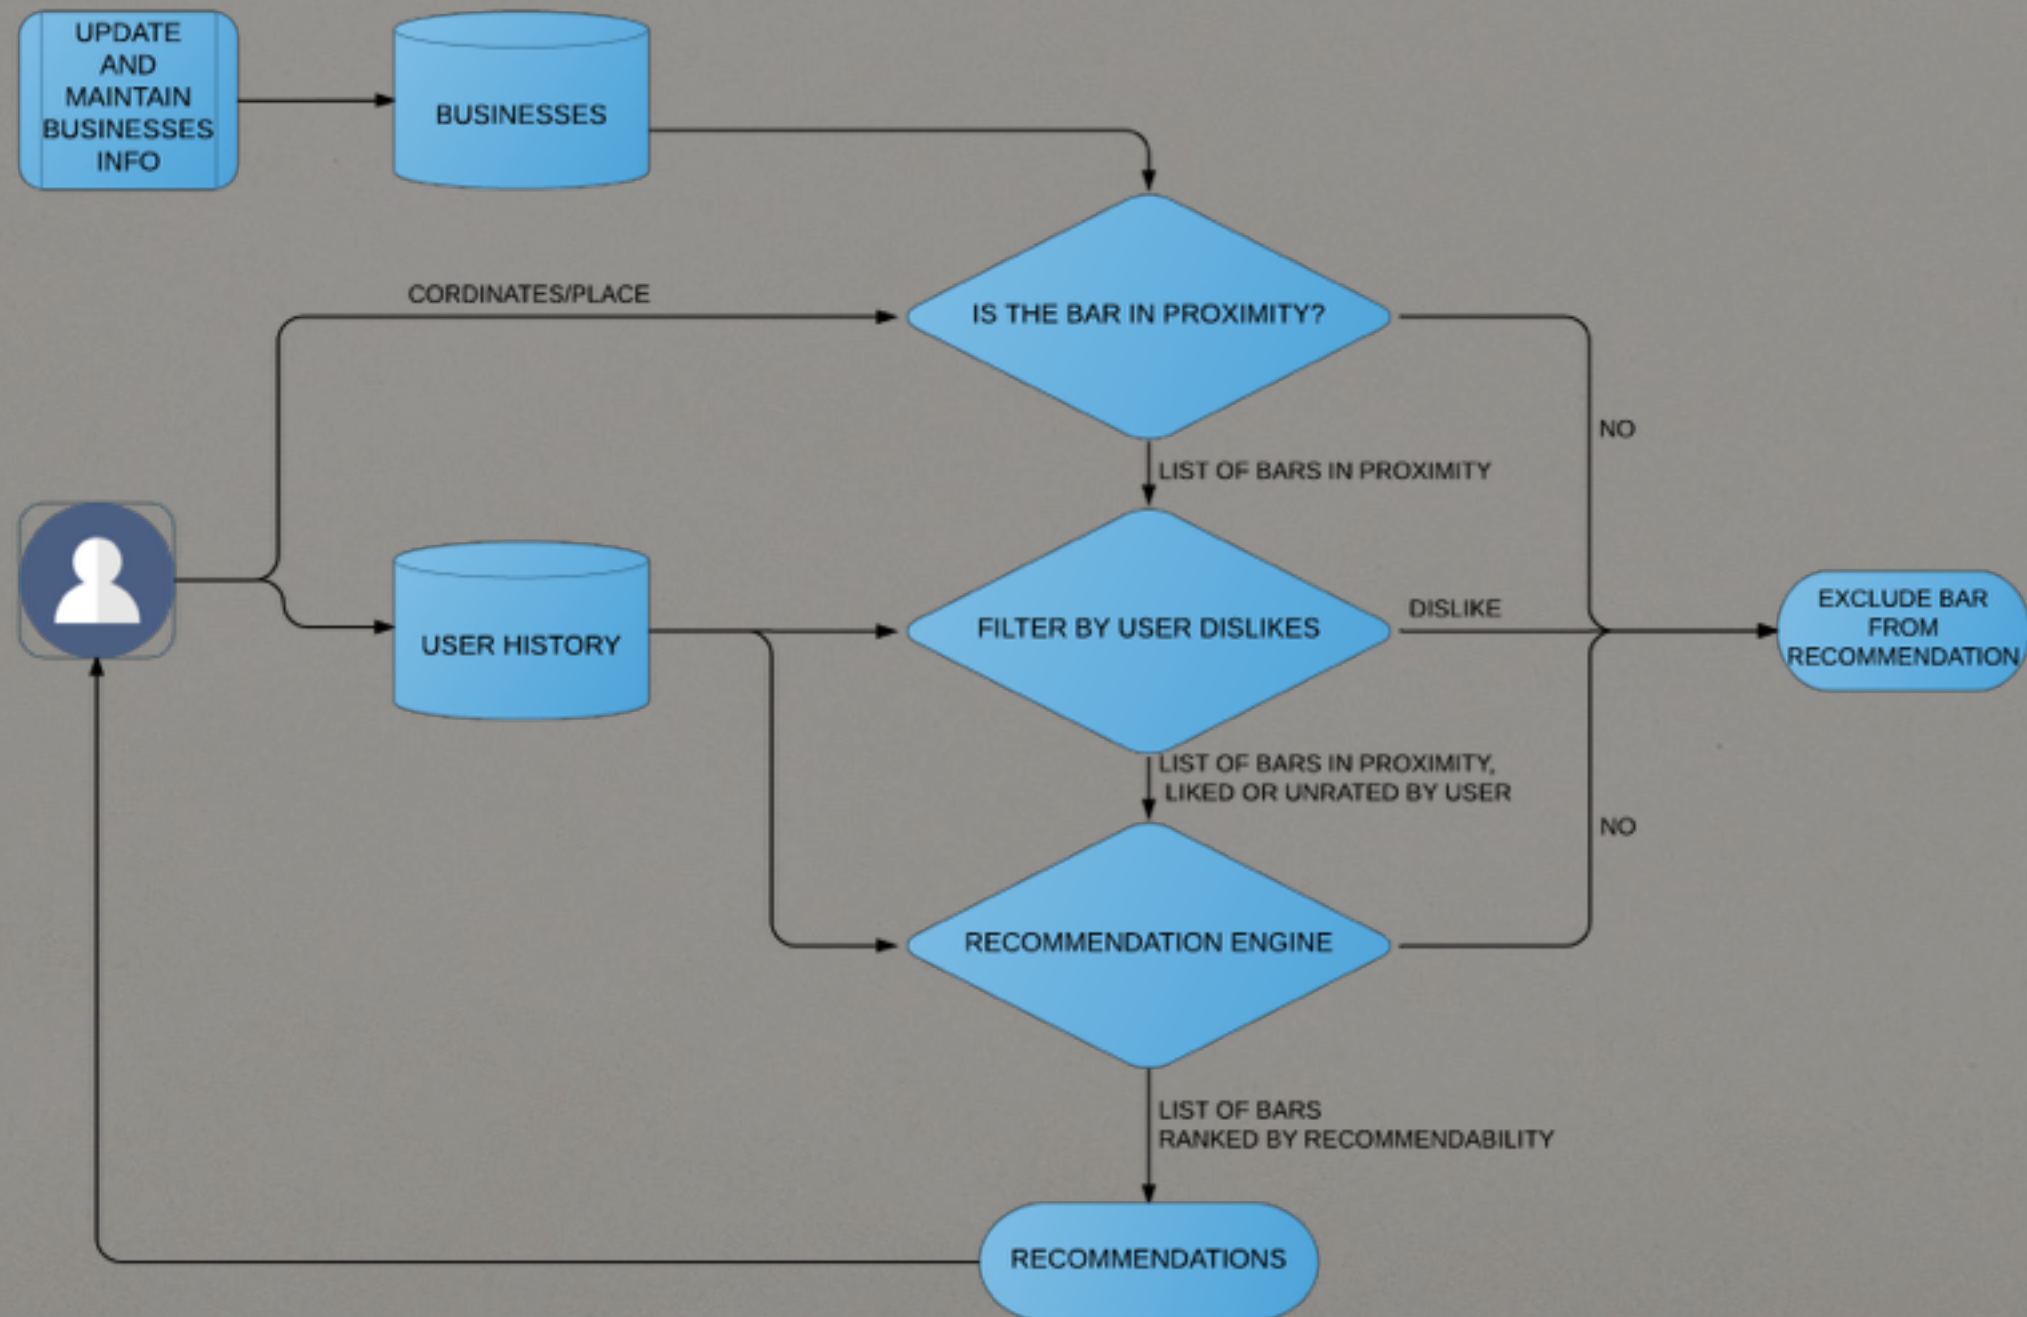 UPDATE
AND
MAINTAIN
BUSINESSES
INFO
BUSINESSES
CORDINATES/PLACE
IS THE BAR IN PROXIMITY?
NO
LIST OF BARS IN PROXIMITY
USER HISTORY
FILTER BY USER DISLIKES
DISLIKE
EXCLUDE BAR
FROM
RECOMMENDATION
LIST OF BARS IN PROXIMITY,
LIKED OR UNRATED BY USER
NO
RECOMMENDATION ENGINE
LIST OF BARS
RANKED BY RECOMMENDABILITY
RECOMMENDATIONS